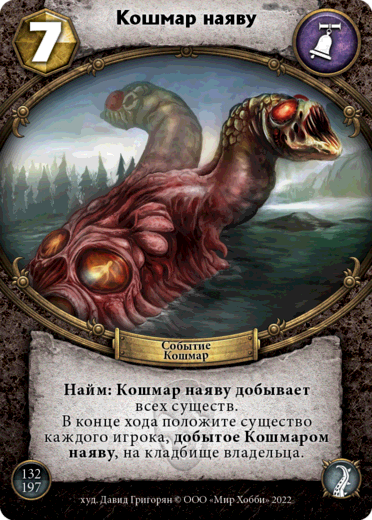 Кошмар наяву
7
Событие
Кошмар
Найм: Кошмар наяву добывает
всех существ.
В конце хода положите существо
каждого игрока, добытое Кошмаром
наяву, на кладбище владельца.
132
197
худ. Давид Григорян © ООО «Мир Хобби» 2022